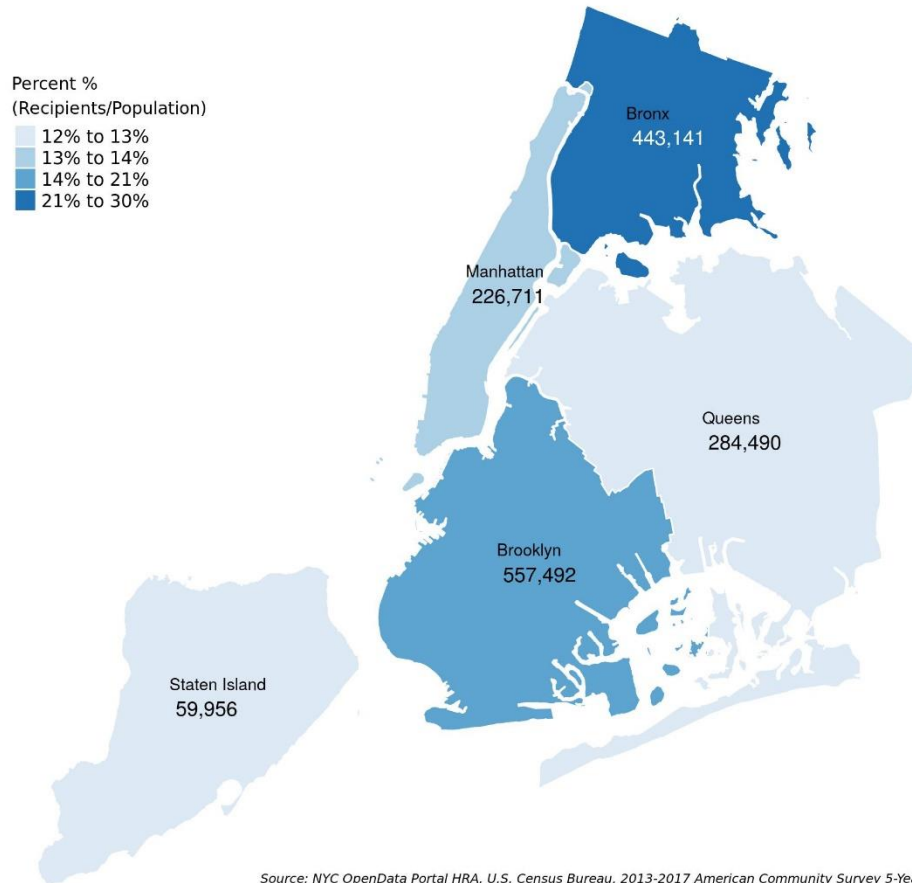 Percent %
(Recipients/Population)
12% to 13%
13% to 14%
14% to 21%
21% to 30%
Bronx
443,141
Manhattan
226,711
Queens
284,490
Brooklyn
557,492
Staten Island
59,956
Source: NYC OpenData Portal HRA, U.S. Census Bureau, 2013-2017 American Community Survey